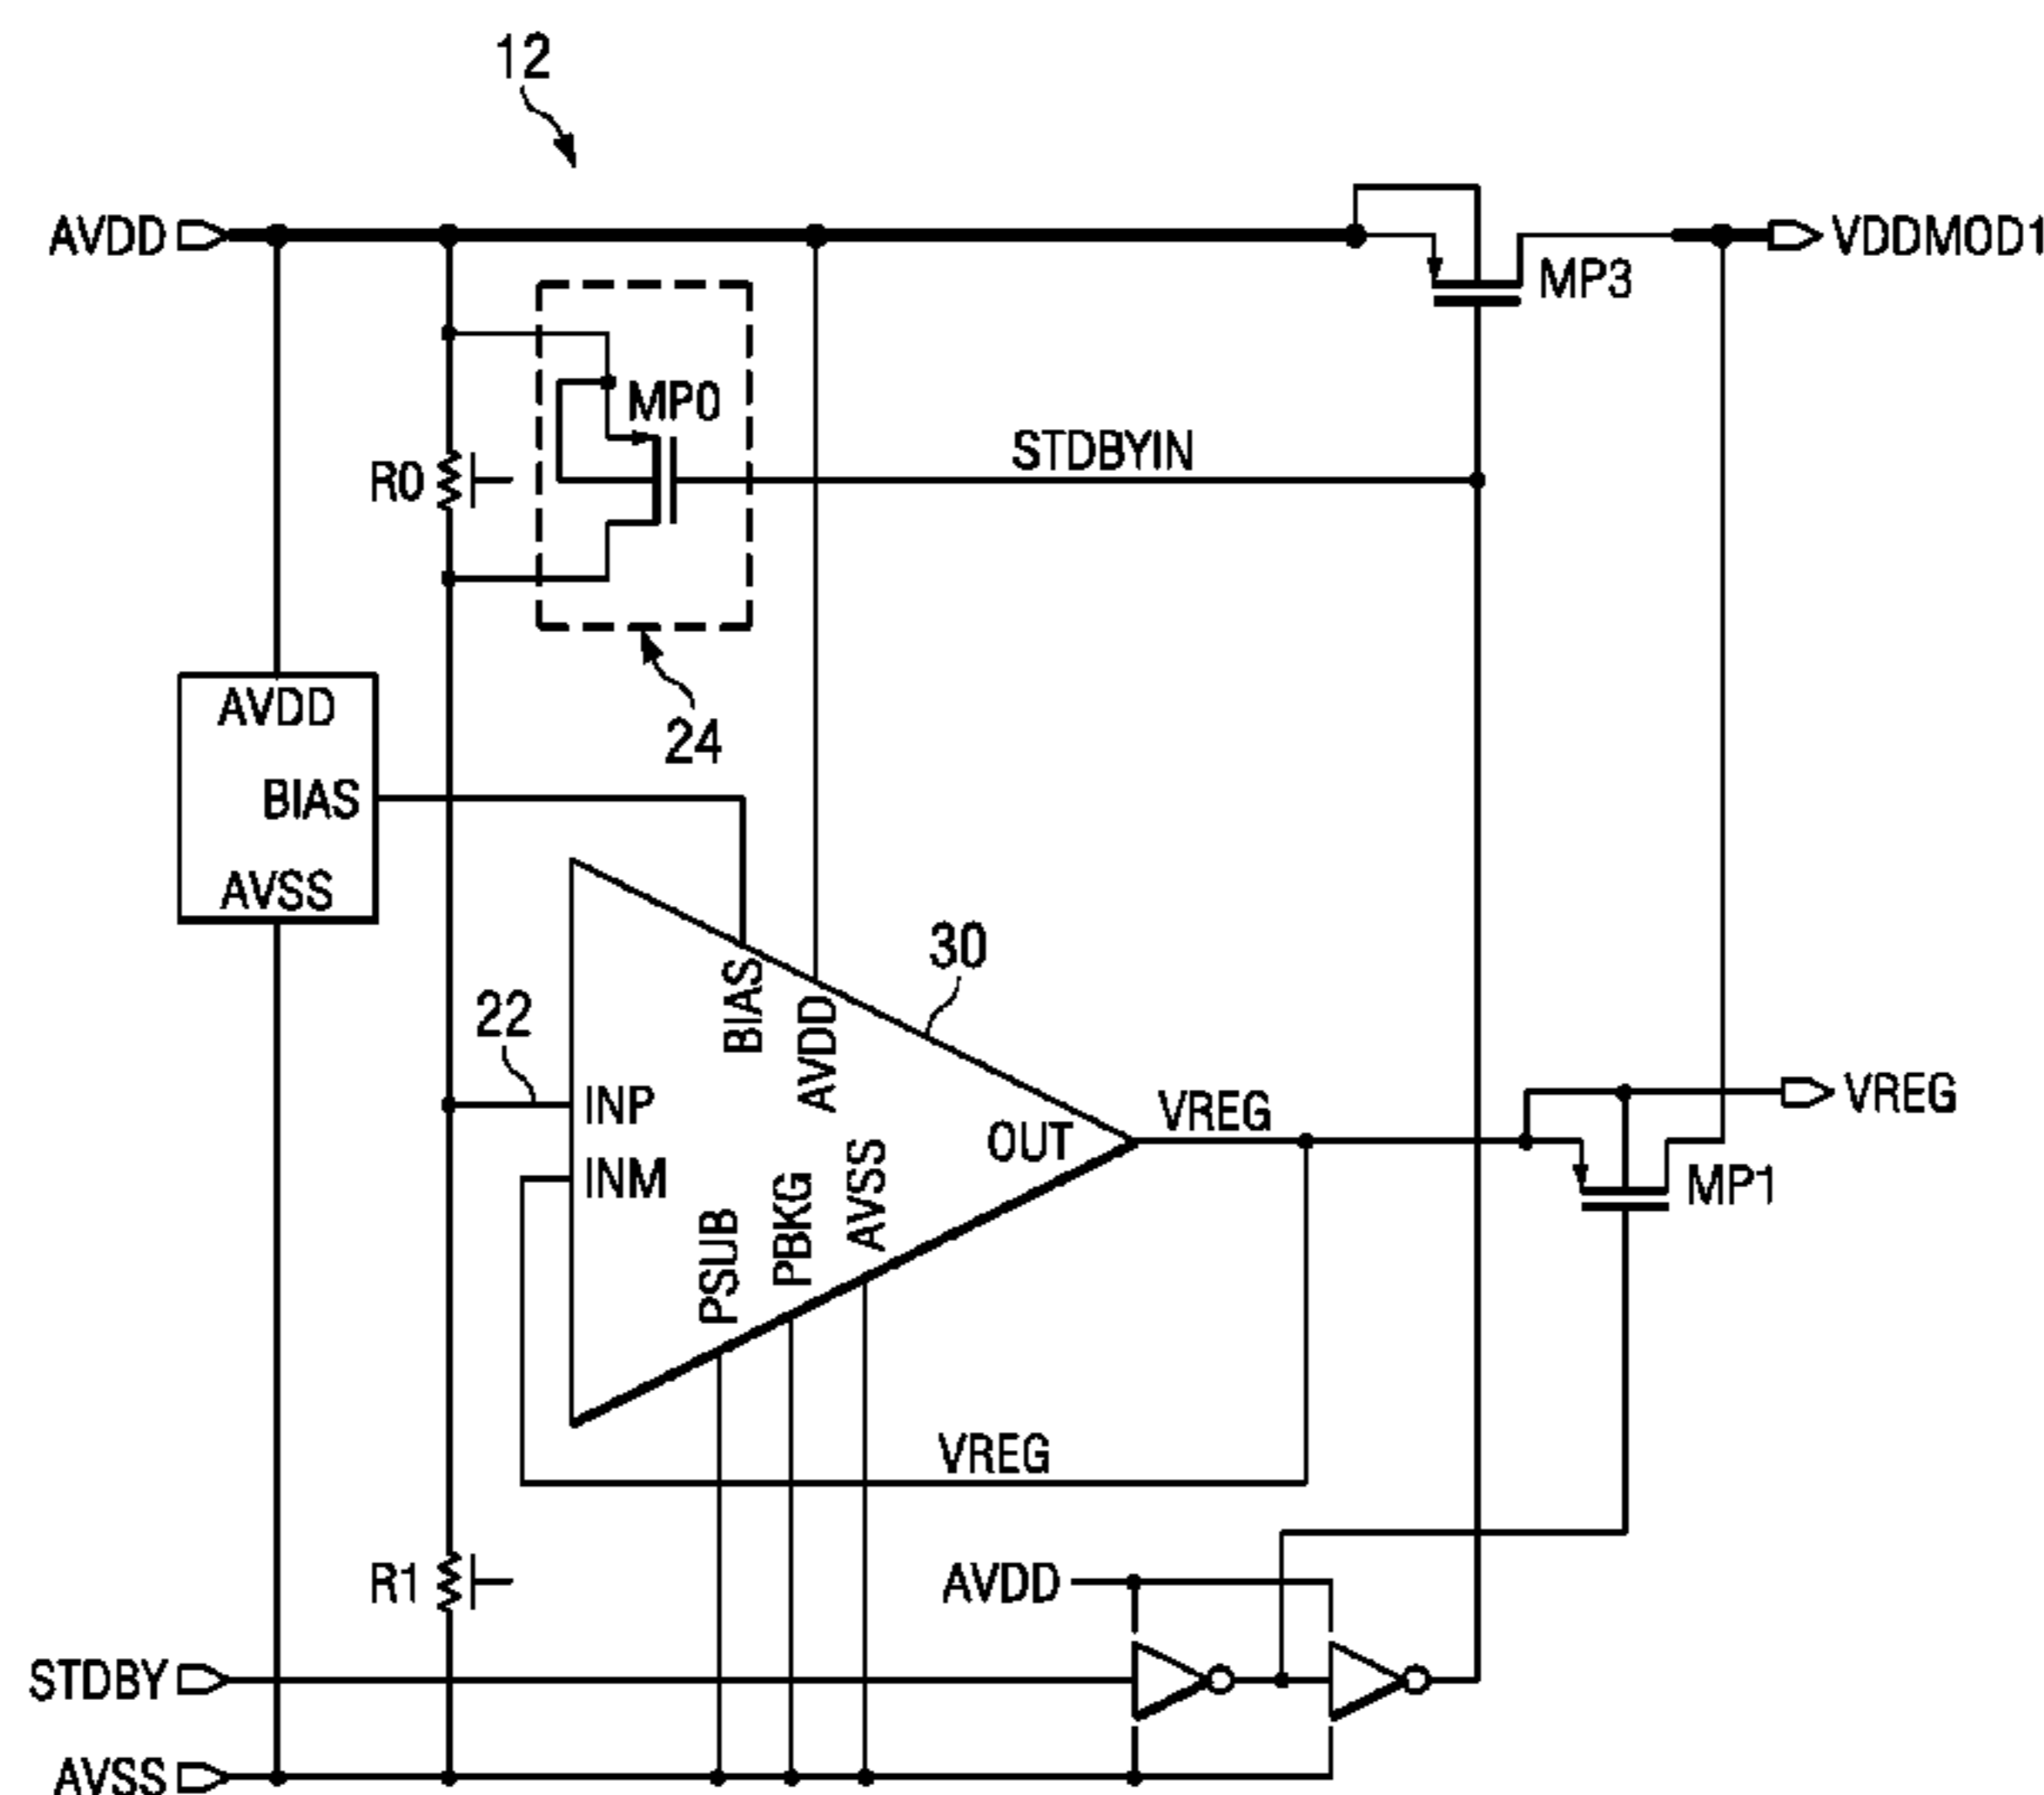 12
AVDD
VDDMOD1
MP3
MP0
STDBYIN
R0
24
AVDD
BIAS
AVSS
30
BIAS
AVDD
22
INP
INM
OUT
VREG
VREG
MP1
PSUB
PBKG
AVSS
VREG
R1
AVDD
STDBY
AVSS